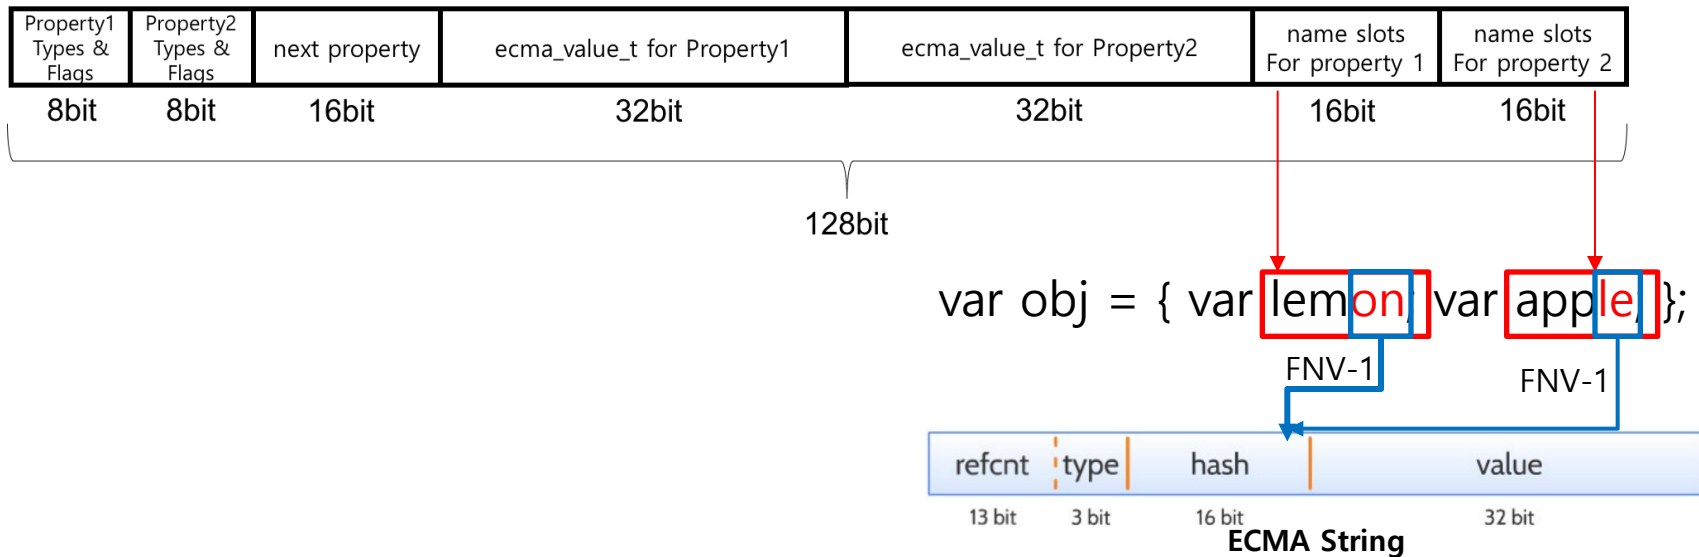 Property1
Types &
Flags
Property2
Types &
Flags
next property
ecma_value_t for Property1
ecma_value_t for Property2
name slots
For property 1
name slots
For property 2
8bit
8bit
16bit
32bit
32bit
16bit
16bit
128bit
var obj = { var lemon; var apple; };
FNV-1
FNV-1
refcnt
type
hash
value
13 bit
3 bit
16 bit
32 bit
ECMA String